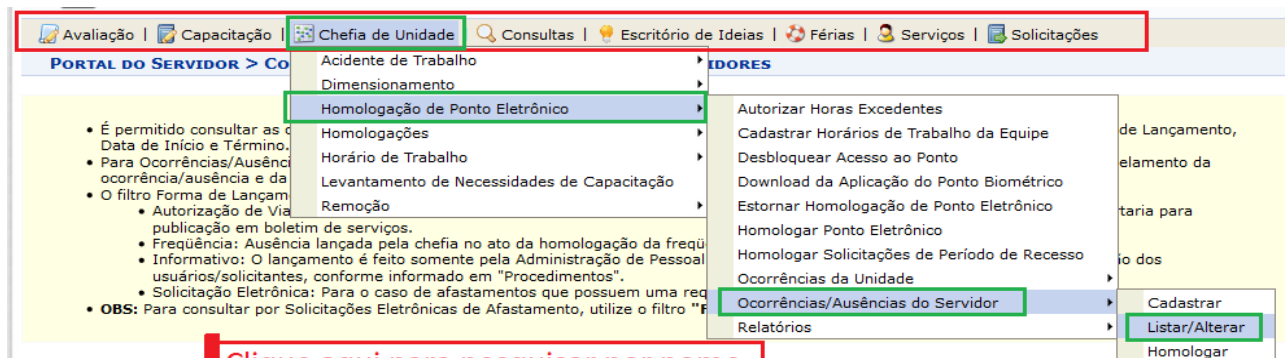 Avaliação | Capacitação | Chefia de Unidade Consultas | Escritório de Ideias | Férias | Serviços | Solicitações
PORTAL DO SERVIDOR > CO
IDORES
Acidente de Trabalho
Dimensionamento
Homologação de Ponto Eletrônico
Homologações
Horário de Trabalho
Levantamento de Necessidades de Capacitação
Remoção
Autorizar Horas Excedentes
Cadastrar Horários de Trabalho da Equipe
Desbloquear Acesso ao Ponto
Download da Aplicação do Ponto Biométrico
Estornar Homologação de Ponto Eletrônico
Homologar Ponto Eletrônico
Homologar Solicitações de Período de Recesso
Ocorrências da Unidade
Ocorrências/Ausências do Servidor
Relatórios
Cadastrar
Listar/Alterar
Homologar
• É permitido consultar as de Lançamento,
Data de Início e Término.
• Para Ocorrências/Ausênci elamento da
ocorrência/ausência e da
• O filtro Forma de Lançam
• Autorização de Via taria para
publicação em boletim de serviços.
• Freqüência: Ausência lançada pela chefia no ato da homologação da freqü
• Informativo: O lançamento é feito somente pela Administração de Pessoal io dos
usuários/solicitantes, conforme informado em "Procedimentos".
• Solicitação Eletrônica: Para o caso de afastamentos que possuem uma req
• OBS: Para consultar por Solicitações Eletrônicas de Afastamento, utilize o filtro "F
Clique aqui para pesquisar por nome